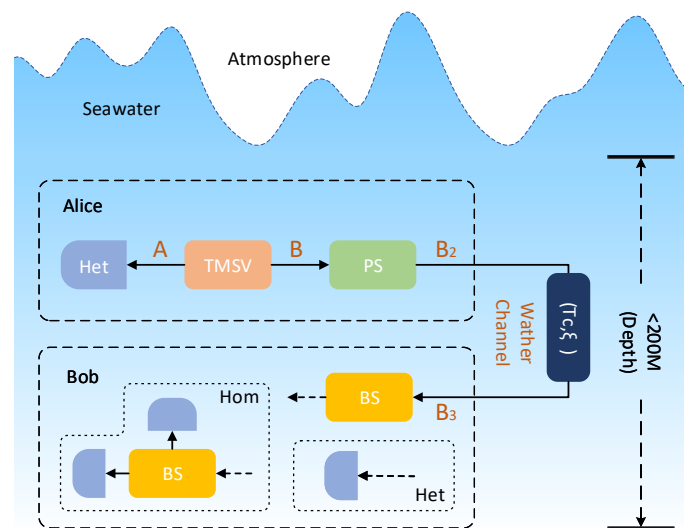 Atmosphere
Seawater
Alice
Het
A
TMSV
B
PS
B2
Wather
Channel
(Tc,ξ )
<200M
(Depth)
Bob
Hom
BS
B3
BS
Het